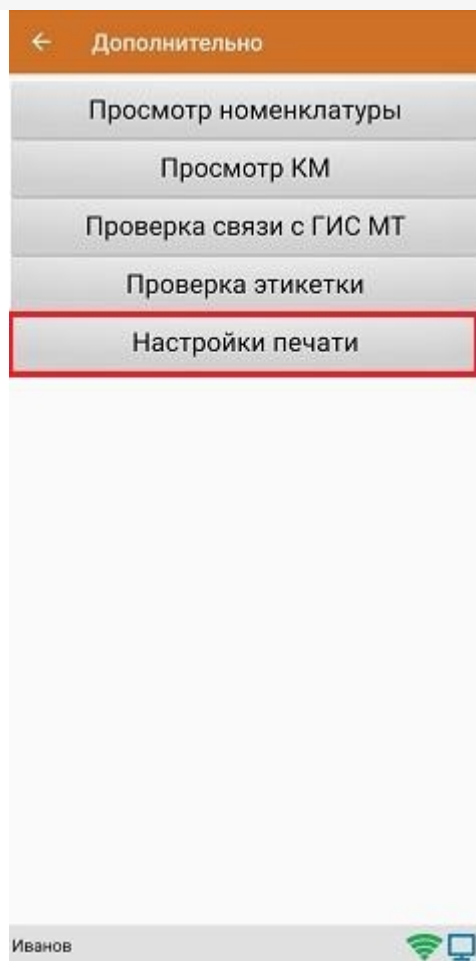 Дополнительно
Просмотр номенклатуры
Просмотр КМ
Проверка связи с ГИС МТ
Проверка этикетки
Настройки печати
Иванов